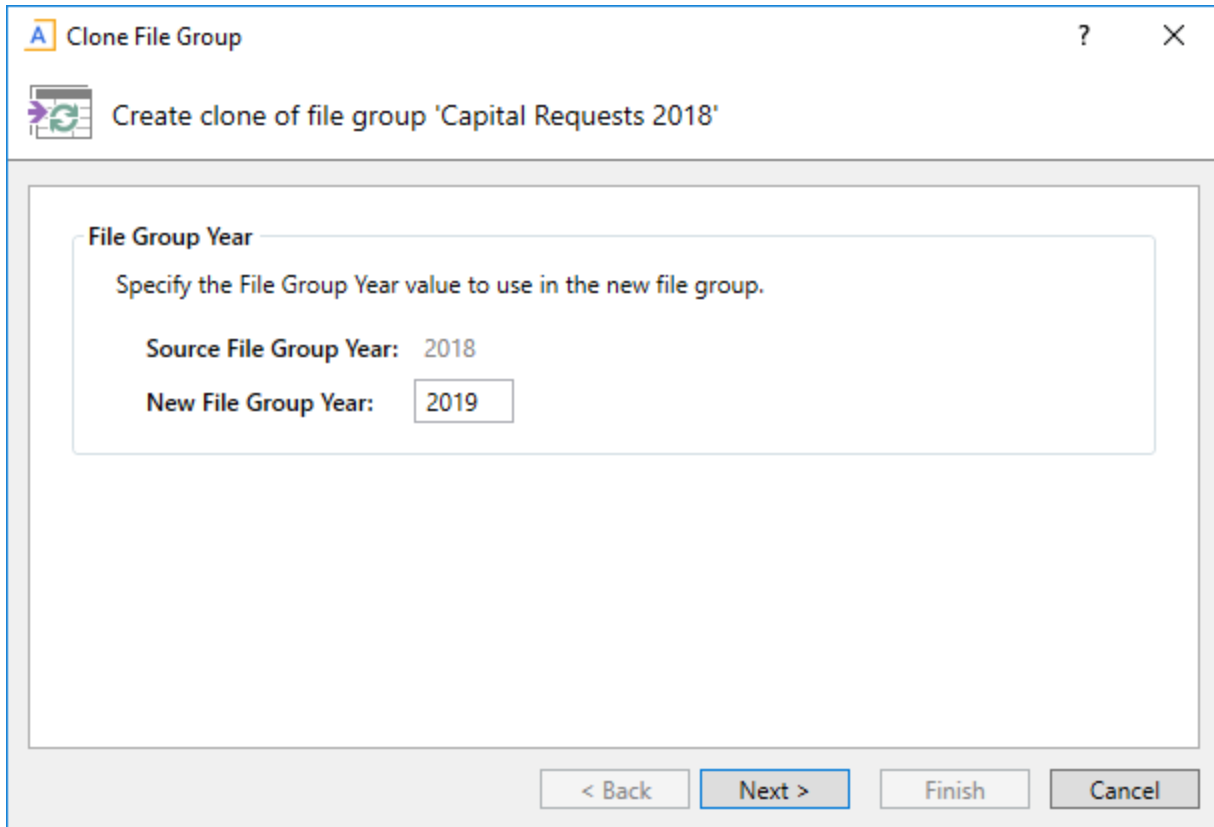 A Clone File Group ?
Create clone of file group 'Capital Requests 2018'
File Group Year
Specify the File Group Year value to use in the new file group.
Source File Group Year: 2018
New File Group Year: 2019
< Back Next > Finish Cancel